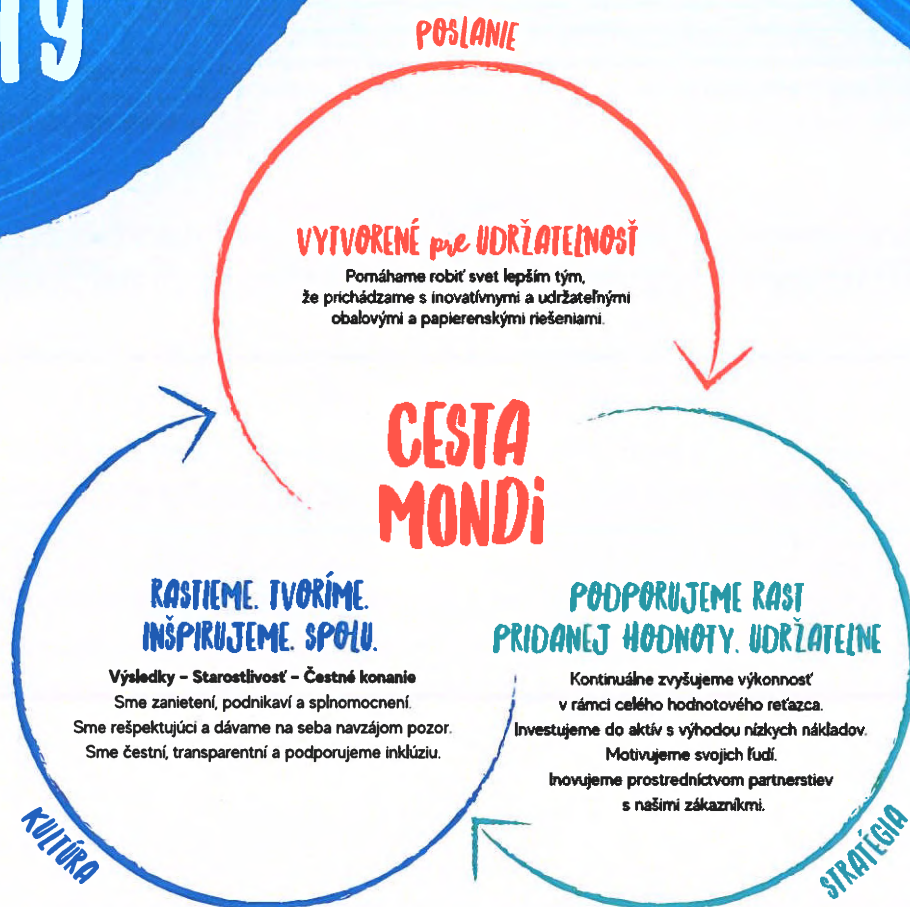 TY
POSLANIE
VYTVORENÉ pre UDRŽATEĽNOSŤ
Pomáhame robiť svet lepším tým,
že prichádzame s inovatívnymi a udržateľnými
obalovými a papierenskými riešeniami.
CESTA
MONDi
RASTIEME. TVORÍME.
INŠPIRUJEME. SPOLU.
Výsledky – Starostlivosť – Čestné konanie
Sme zanietení, podnikaví a splnomocnení.
Sme rešpektujúci a dávame na seba navzájom pozor.
Sme čestní, transparentní a podporujeme inklúziu.
KULTÚRA
PODPORUJEME RAST
PRIDANEJ HODNOTY. UDRŽATEĽNE
Kontinuálne zvyšujeme výkonnosť
v rámci celého hodnotového reťazca.
Investujeme do aktív s výhodou nízkych nákladov.
Motivujeme svojich ľudí.
Inovujeme prostredníctvom partnerstiev
s našimi zákazníkmi.
STRATÉGIA